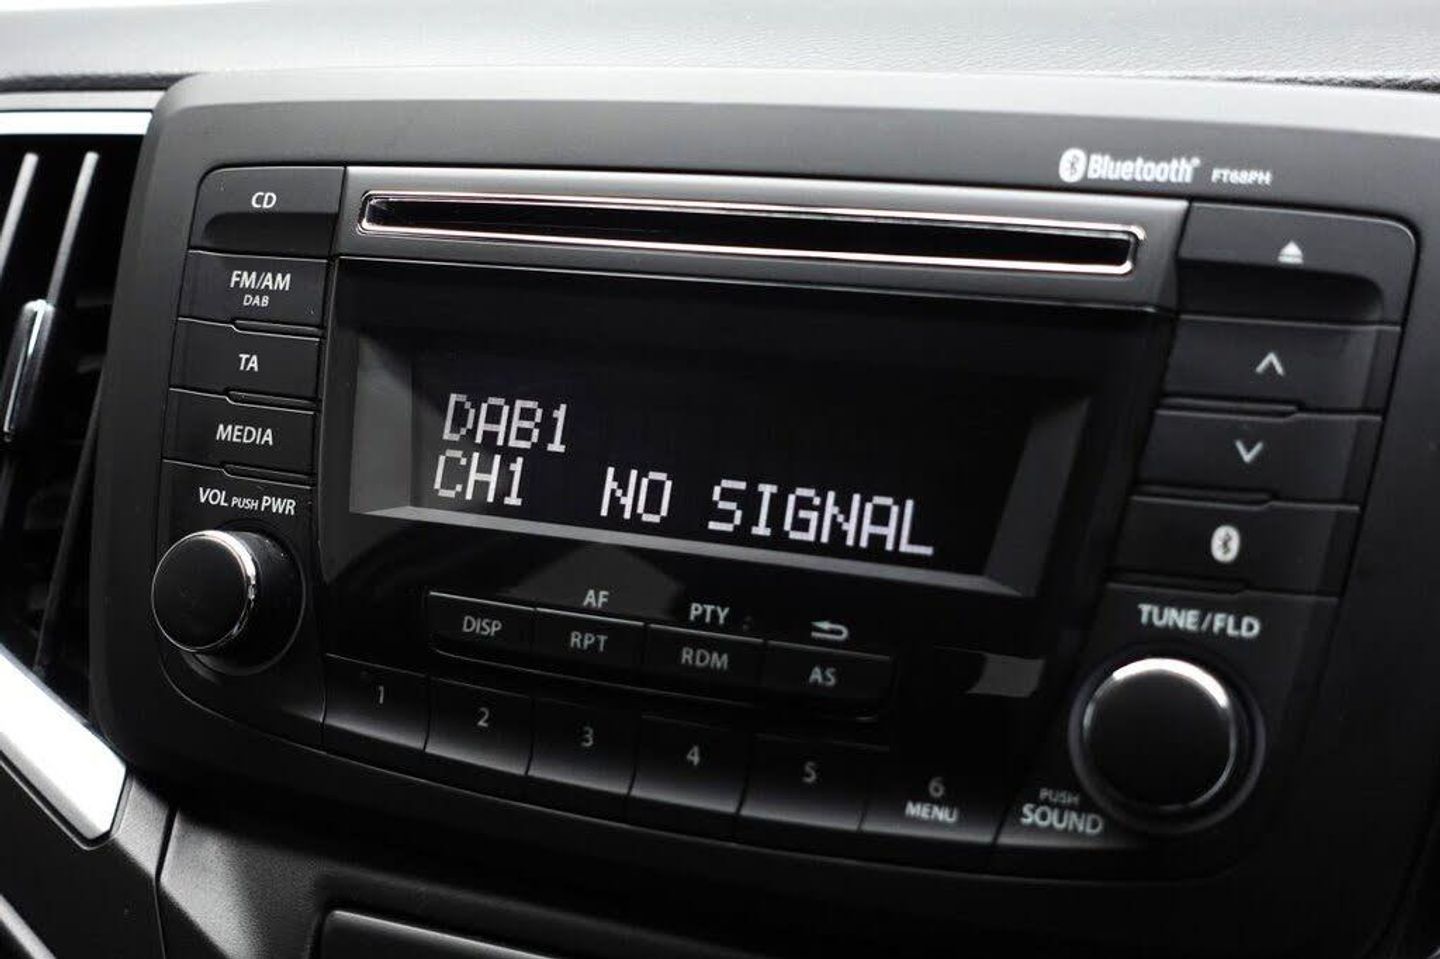 Bluetooth® FT68PH
CD
FM/AM
DAB
TA
MEDIA
VOL PUSH PWR
DAB1
CH1 NO SIGNAL
AF PTY
DISP RPT RDM AS
1 2 3 4 5 6
MENU
TUNE/FLD
PUSH
SOUND